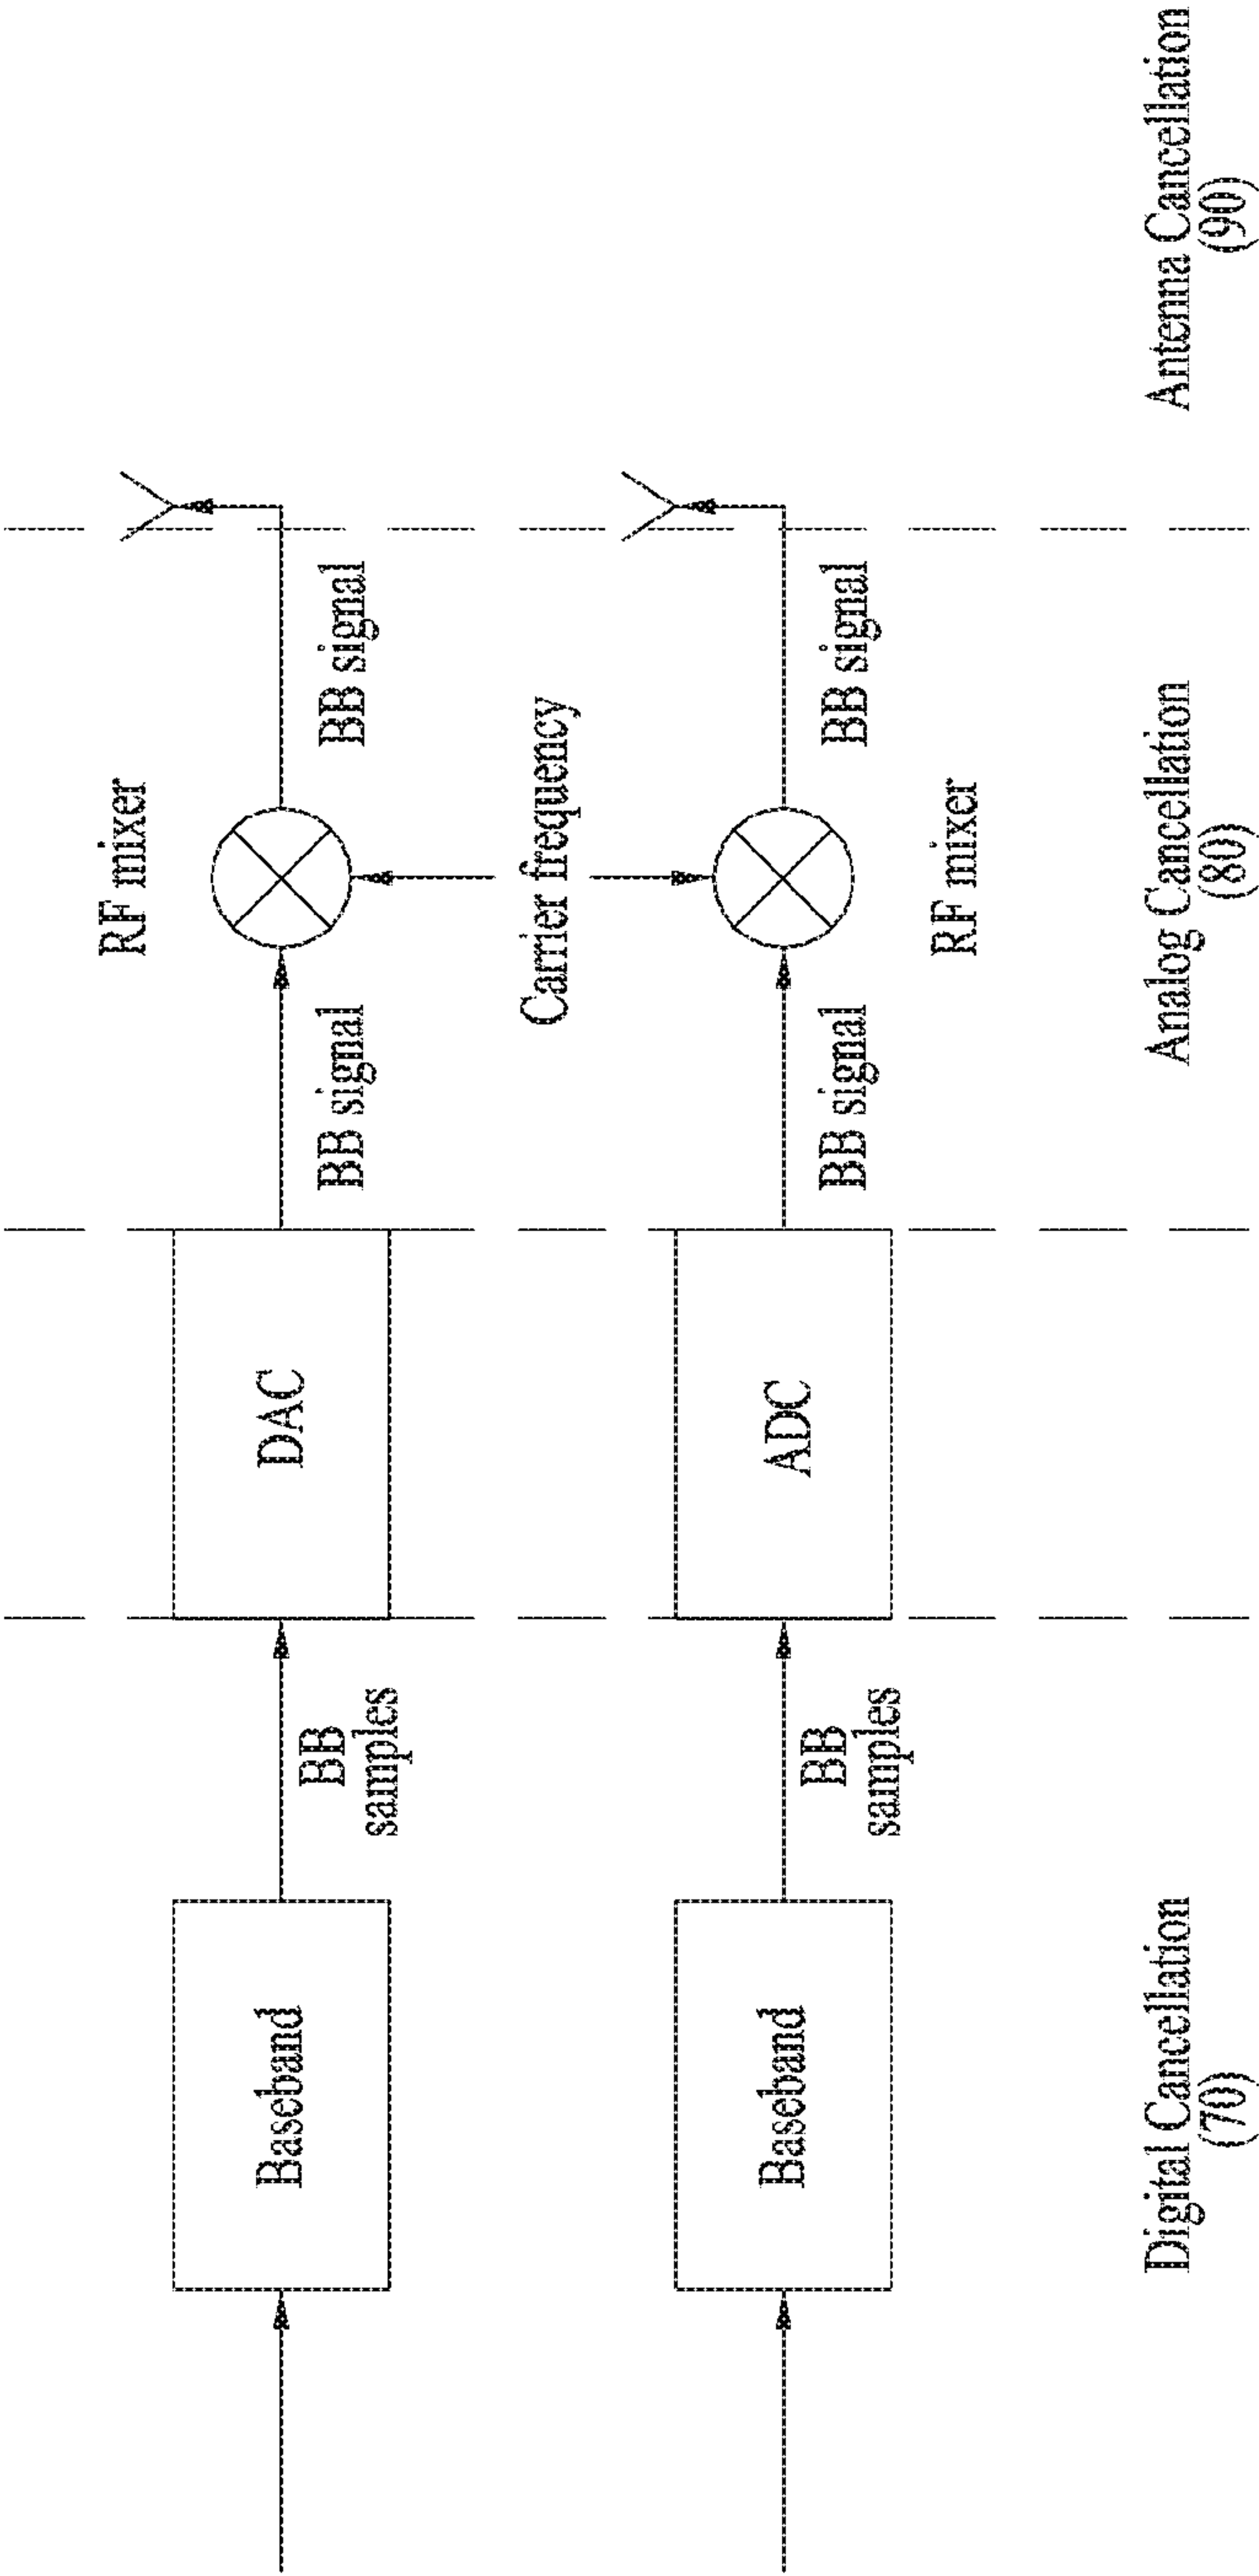 RF mixer
Baseband
BB
samples
DAC
BB signal
BB signal
Carrier frequency
Baseband
BB
samples
ADC
BB signal
BB signal
RF mixer
Digital Cancellation
(70)
Analog Cancellation
(80)
Antenna Cancellation
(90)